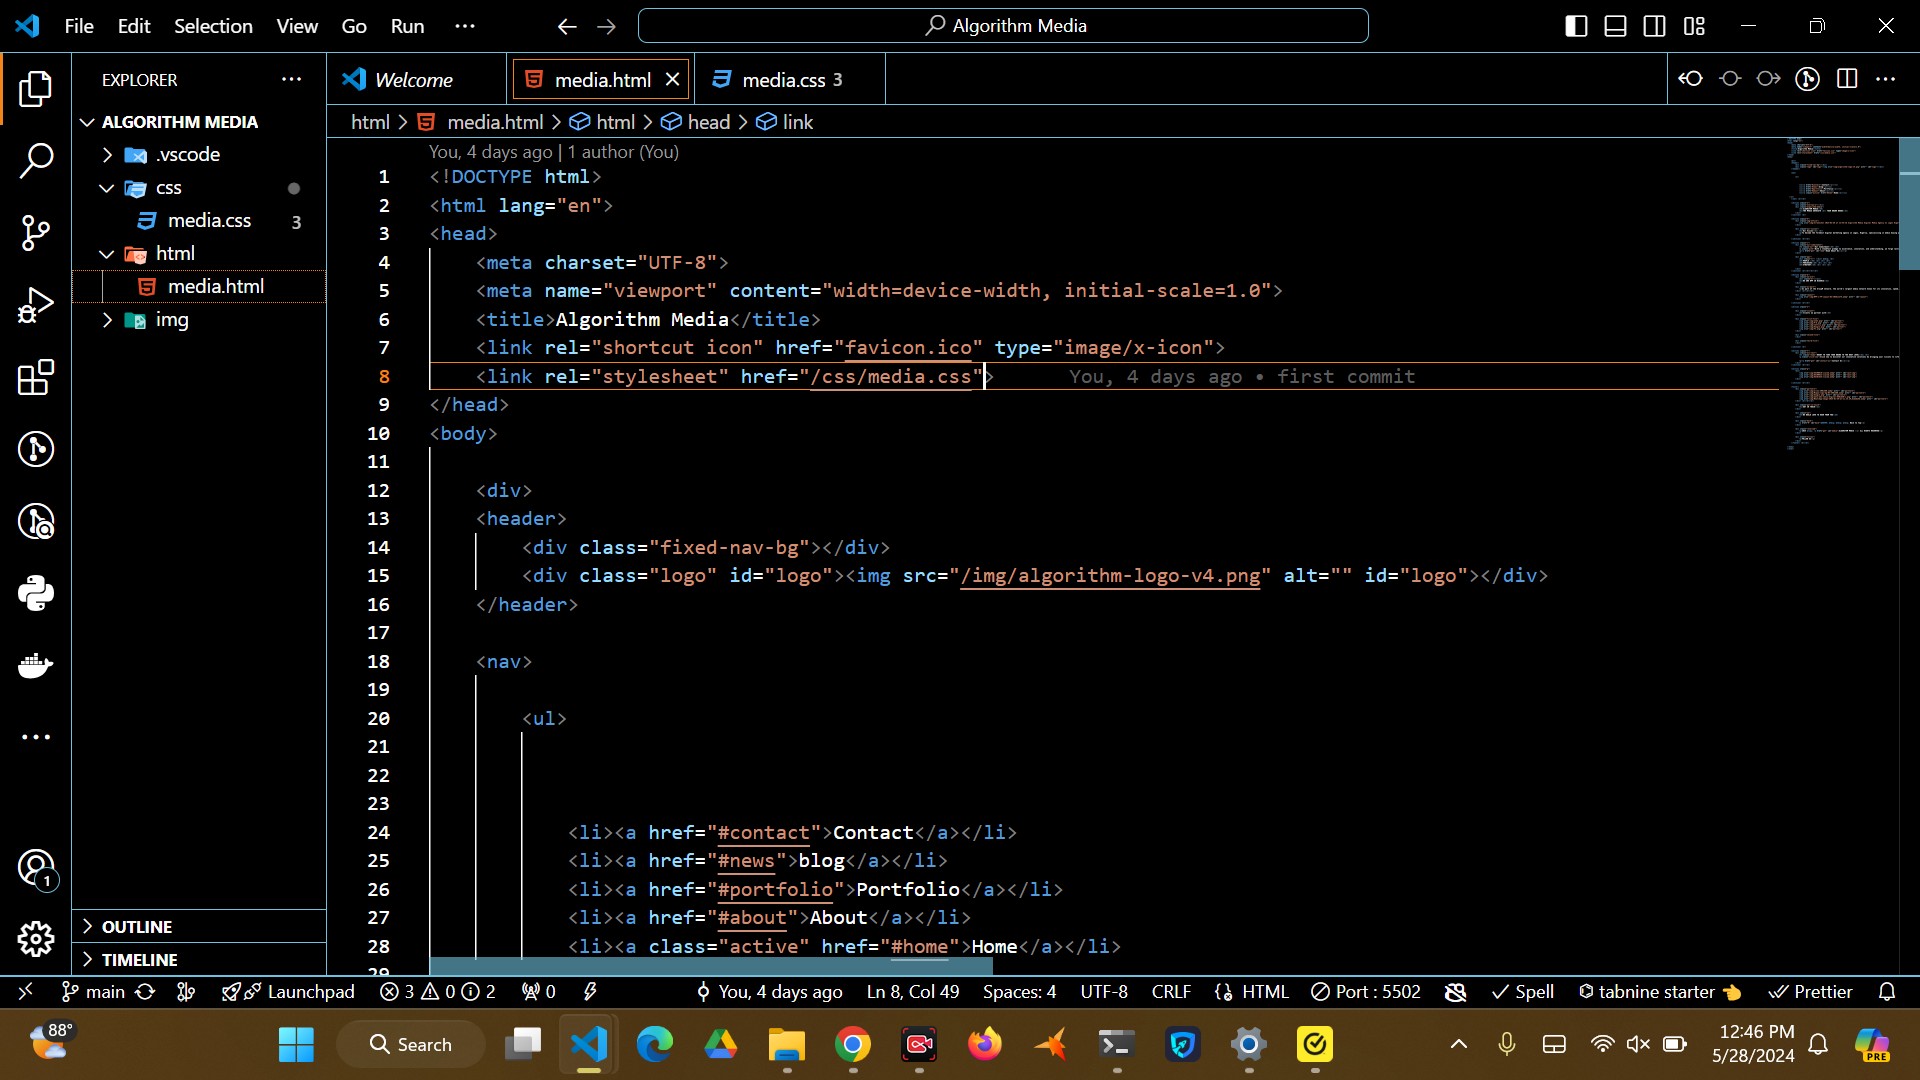 File Edit Selection View Go Run ··· Algorithm Media
EXPLORER ···
Welcome media.html media.css 3
html > media.html > html > head > link
ALGORITHM MEDIA
.vscode
css
media.css 3
html
media.html
img
OUTLINE
TIMELINE
You, 4 days ago | 1 author (You)
1 <!DOCTYPE html>
2 <html lang="en">
3 <head>
4 <meta charset="UTF-8">
5 <meta name="viewport" content="width=device-width, initial-scale=1.0">
6 <title>Algorithm Media</title>
7 <link rel="shortcut icon" href="favicon.ico" type="image/x-icon">
8 <link rel="stylesheet" href="/css/media.css"> You, 4 days ago • first commit
9 </head>
10 <body>
11
12 <div>
13 <header>
14 <div class="fixed-nav-bg"></div>
15 <div class="logo" id="logo"><img src="/img/algorithm-logo-v4.png" alt="" id="logo"></div>
16 </header>
17
18 <nav>
19
20 <ul>
21
22
23
24 <li><a href="#contact">Contact</a></li>
25 <li><a href="#news">blog</a></li>
26 <li><a href="#portfolio">Portfolio</a></li>
27 <li><a href="#about">About</a></li>
28 <li><a class="active" href="#home">Home</a></li>
29
1
main Launchpad 3 0 2 0 You, 4 days ago Ln 8, Col 49 Spaces: 4 UTF-8 CRLF {} HTML Port : 5502 Spell tabnine starter Prettier
88° Search 12:46 PM
5/28/2024 PRE